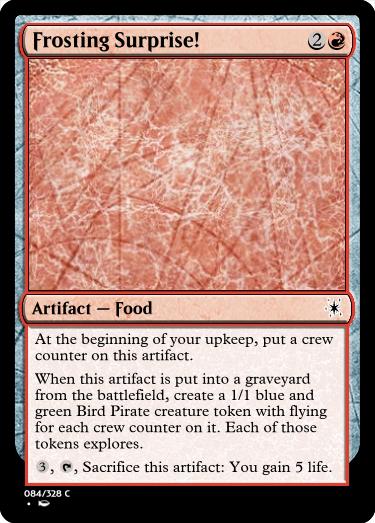 Frosting Surprise! 2
Artifact — Food
At the beginning of your upkeep, put a crew
counter on this artifact.
When this artifact is put into a graveyard
from the battlefield, create a 1/1 blue and
green Bird Pirate creature token with flying
for each crew counter on it. Each of those
tokens explores.
3, , Sacrifice this artifact: You gain 5 life.
084/328 C